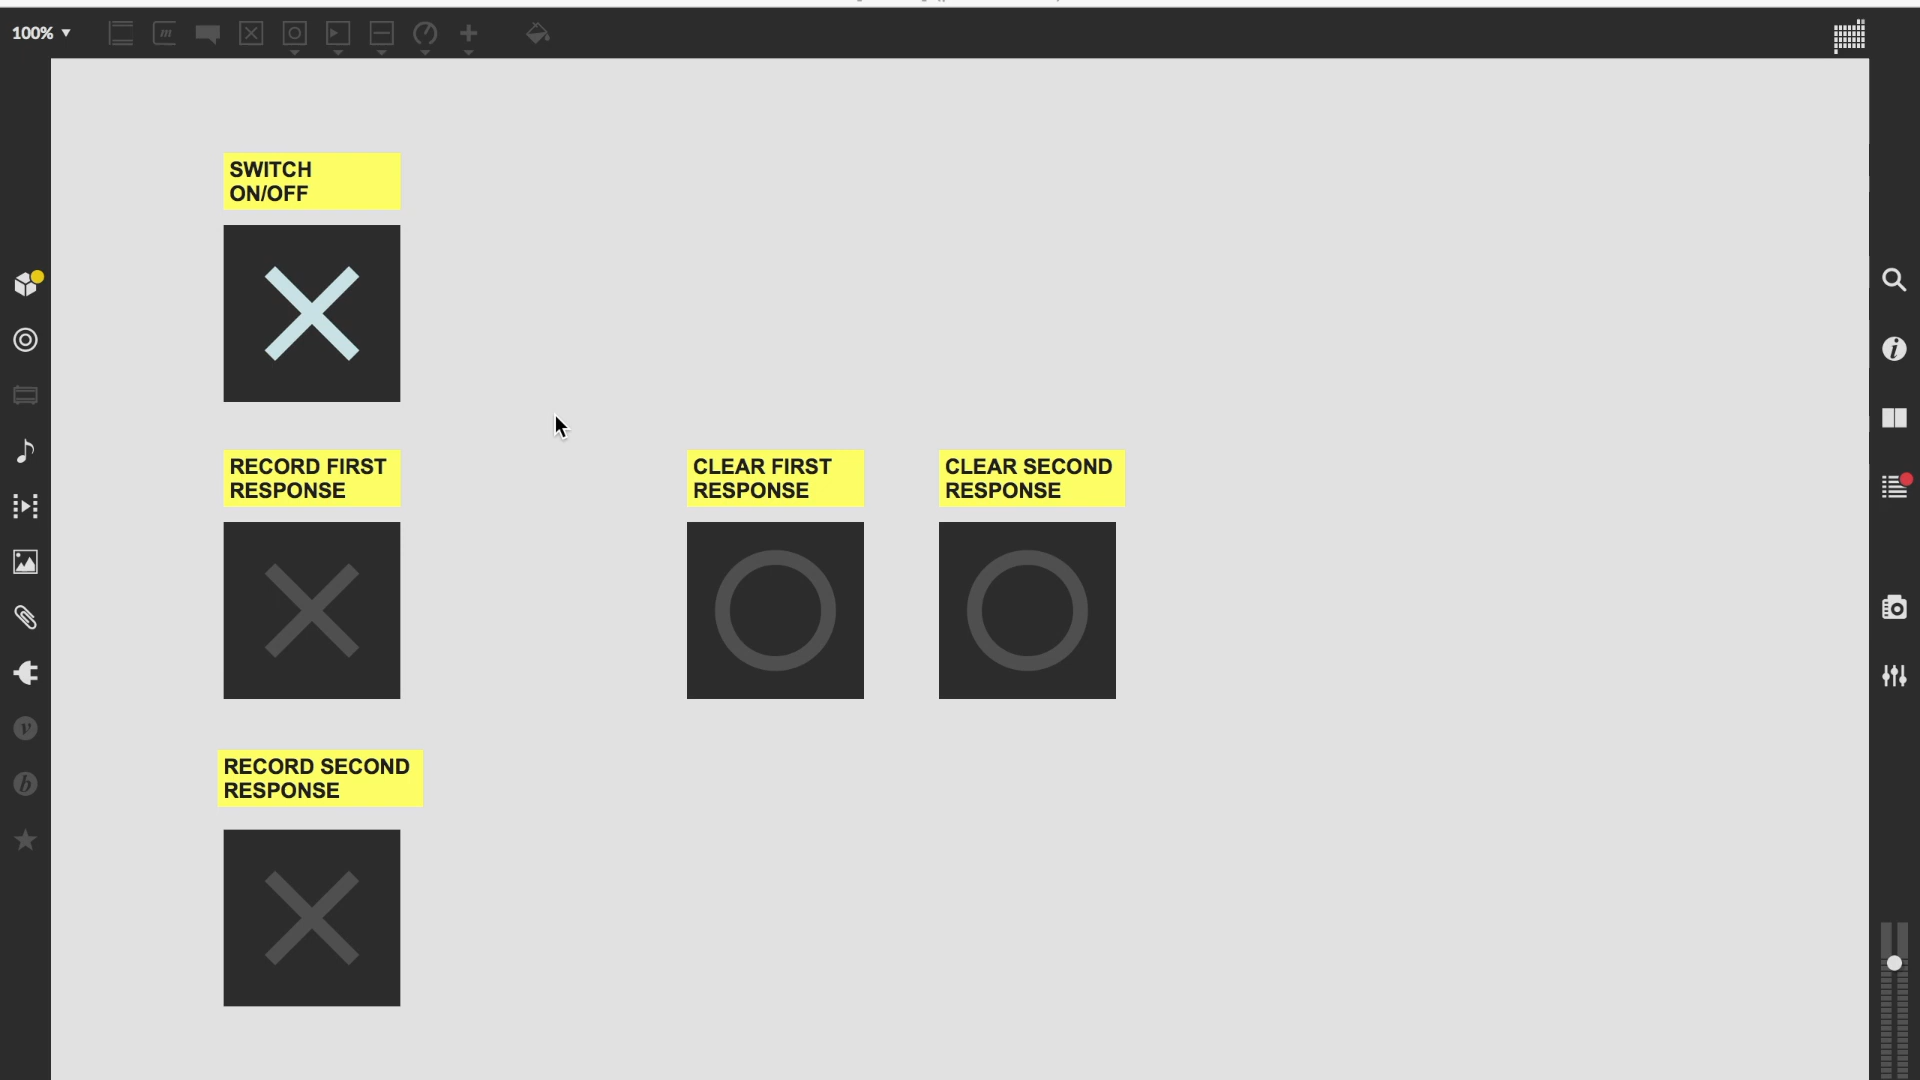 100%
SWITCH
ON/OFF
RECORD FIRST
RESPONSE
CLEAR FIRST
RESPONSE
CLEAR SECOND
RESPONSE
RECORD SECOND
RESPONSE